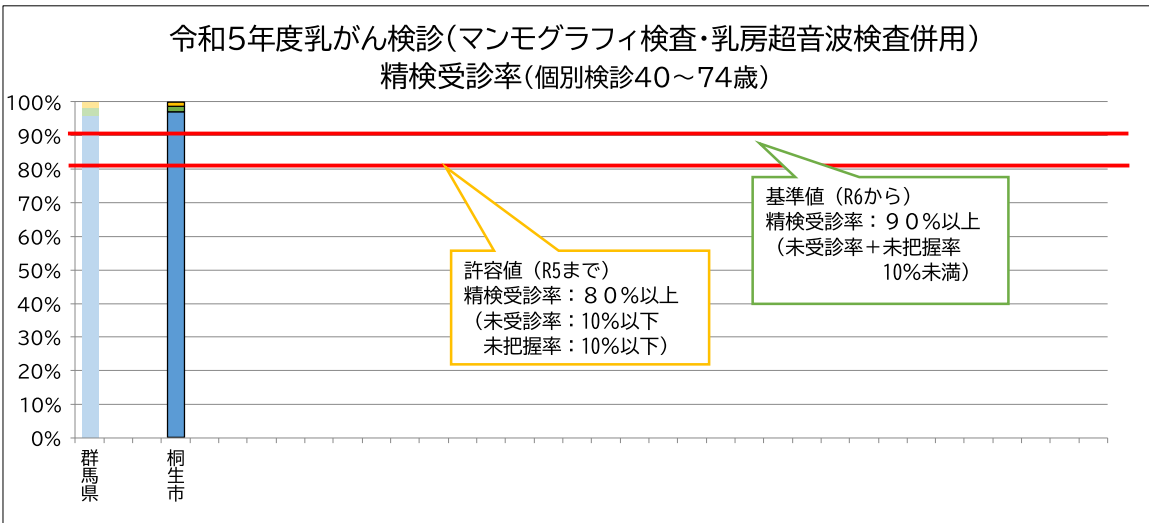 令和5年度乳がん検診(マンモグラフィ検査・乳房超音波検査併用)
精検受診率(個別検診40～74歳)
100%
90%
80%
70%
60%
50%
40%
30%
20%
10%
0%
群馬県
桐生市
許容値（R5まで）
精検受診率：８０%以上
（未受診率：10%以下
未把握率：10%以下）
基準値（R6から）
精検受診率：９０%以上
（未受診率＋未把握率
10%未満）